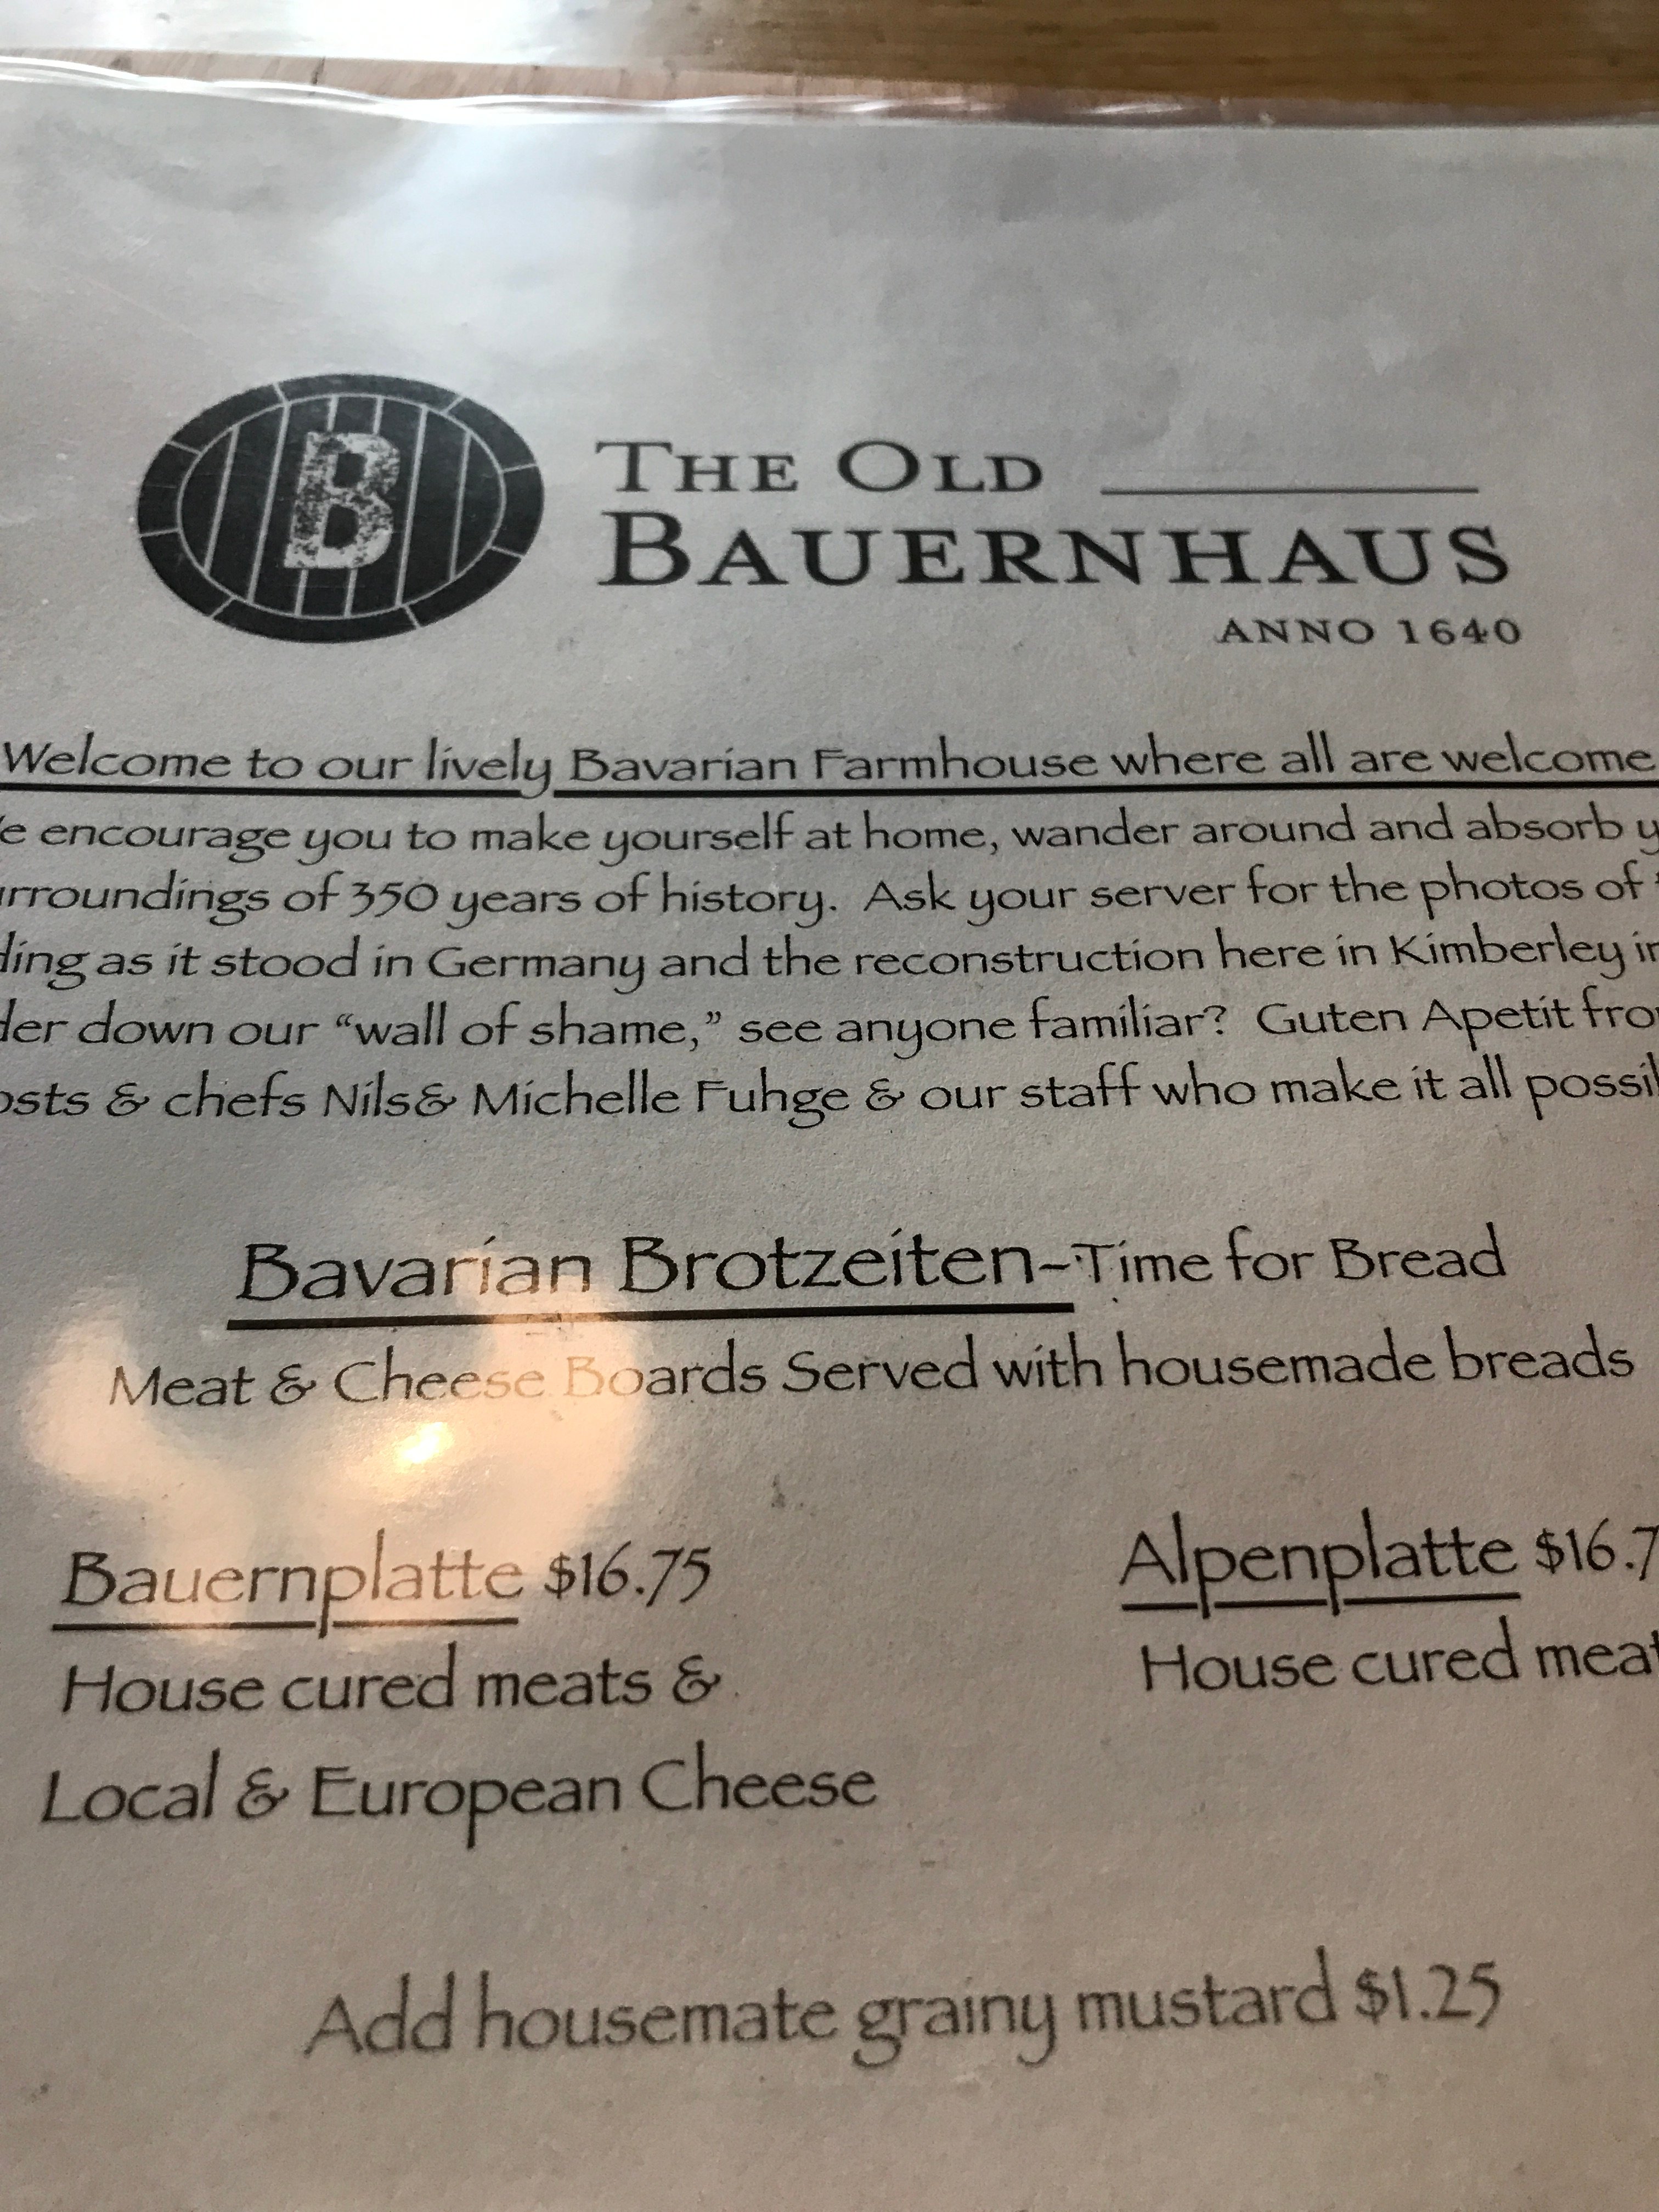 B
THE OLD
BAUERNHAUS
ANNO 1640
Welcome to our lively Bavarian Farmhouse where all are welcome
encourage you to make yourself at home, wander around and absorb
of 350 years of history. Ask your server for the photos of
as it stood in Germany and the reconstruction here in Kimberley
down our “wall of shame,” see anyone familiar? Guten Apetit
& chefs Nils& Michelle Fuhge & our staff who make it all
Bavarian Brotzeiten-Time for Bread
Meat & Cheese Boards Served with housemade breads
Bauernplatte $16.75
House cured meats &
Local & European Cheese
Alpenplatte $16.7
House cured
Add housemate grainy mustard $1.25